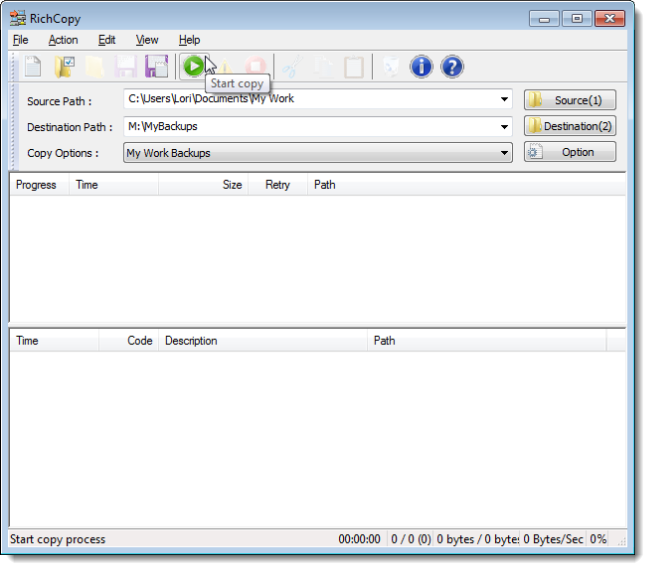 RichCopy
File Action Edit View Help
Start copy
Source Path : C:\Users\Lori\Documents\My Work Source(1)
Destination Path : M:\MyBackups Destination(2)
Copy Options : My Work Backups Option
Progress Time Size Retry Path
Time Code Description Path
Start copy process 00:00:00 0 / 0 (0) 0 bytes / 0 bytes 0 Bytes/Sec 0%